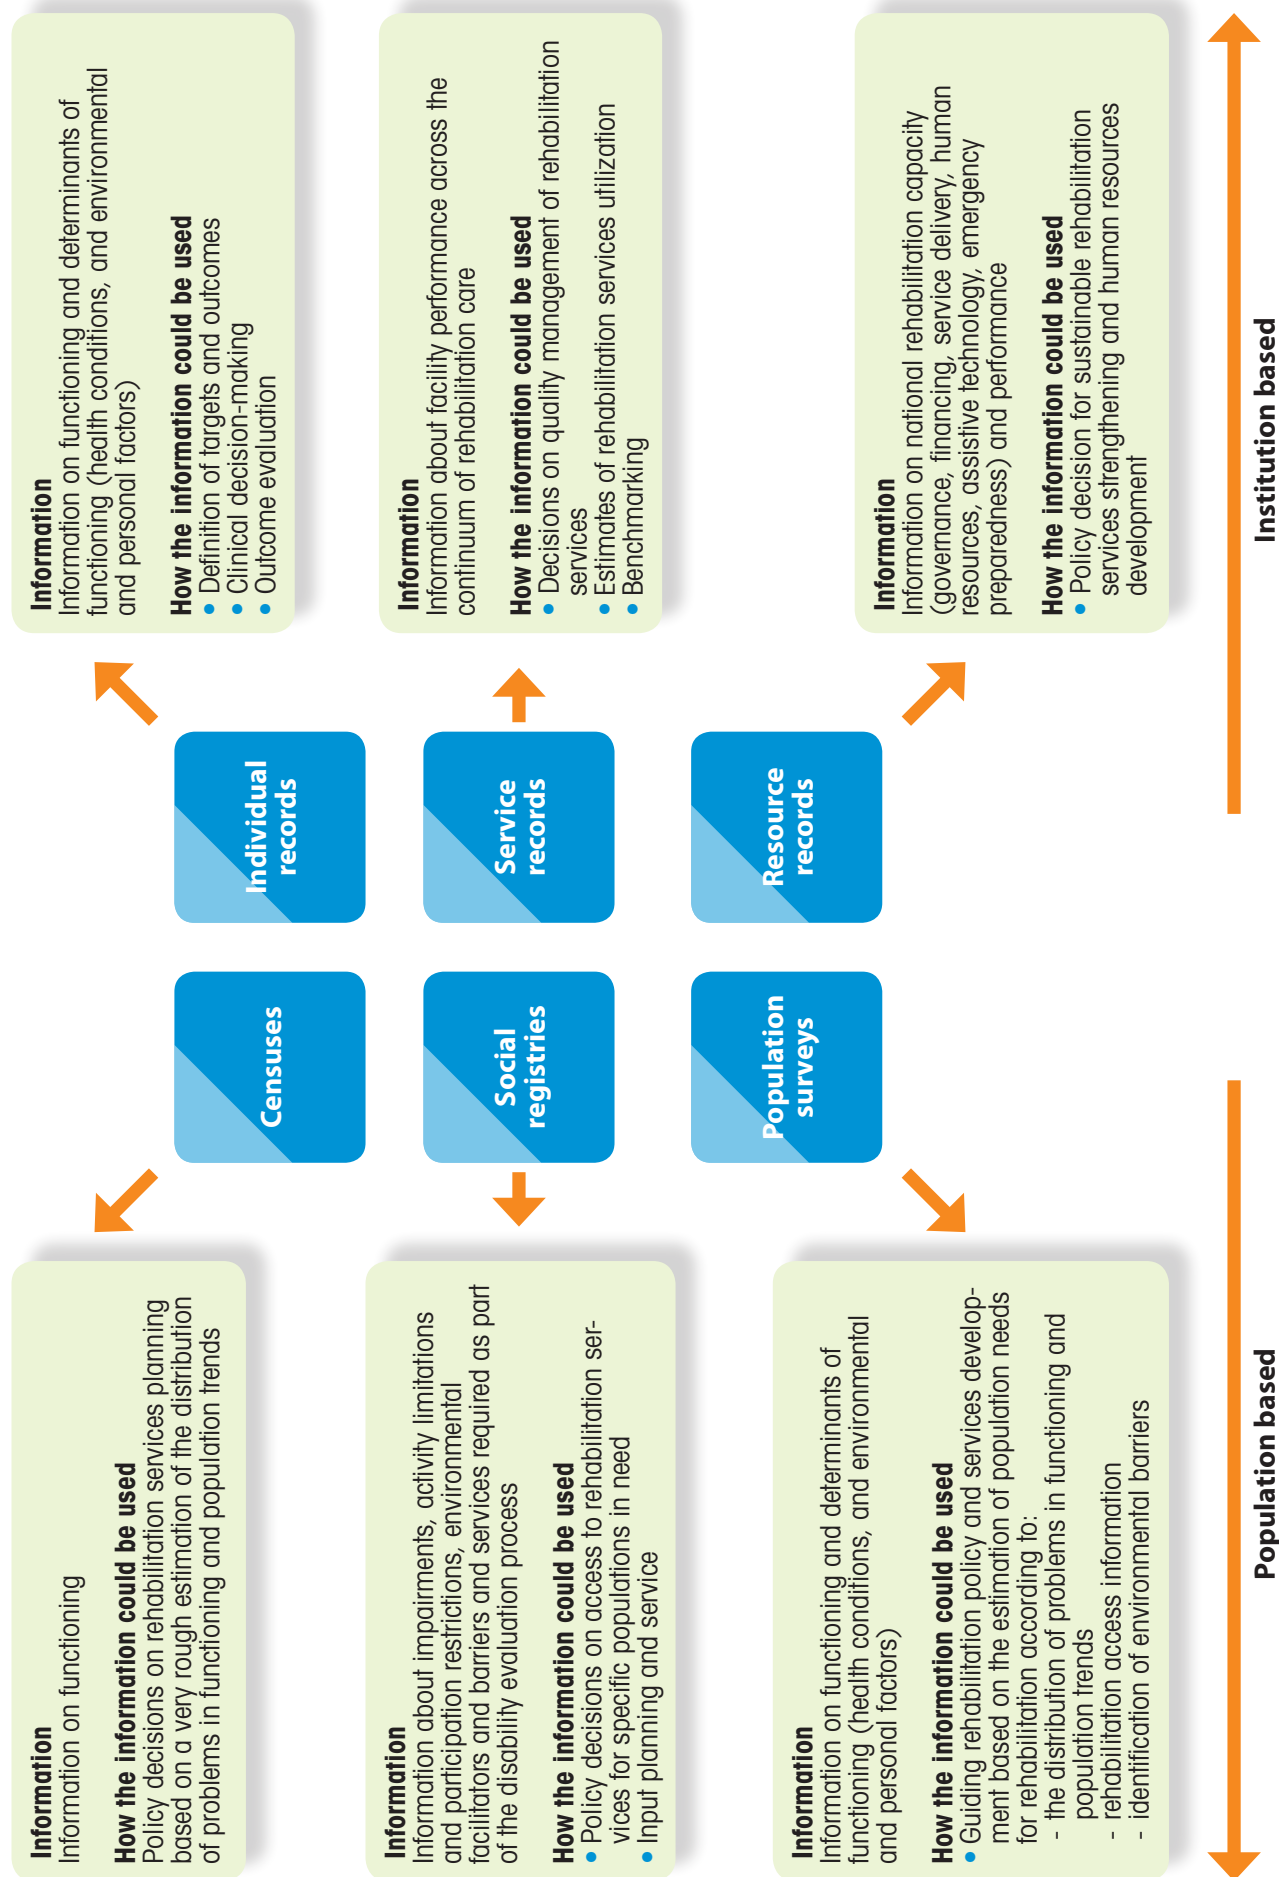 Information
Information on functioning
How the information could be used
Policy decisions on rehabilitation services planning
based on a very rough estimation of the distribution
of problems in functioning and population trends
Information
Information about impairments, activity limitations
and participation restrictions, environmental
facilitators and barriers and services required as part
of the disability evaluation process
How the information could be used
• Policy decisions on access to rehabilitation ser-
vices for specific populations in need
• Input planning and service
Information
Information on functioning and determinants of
functioning (health conditions, and environmental
and personal factors)
How the information could be used
• Guiding rehabilitation policy and services develop-
ment based on the estimation of population needs
for rehabilitation according to:
- the distribution of problems in functioning and
population trends
- rehabilitation access information
- identification of environmental barriers
Censuses
Social
registries
Population
surveys
Individual
records
Service
records
Resource
records
Information
Information on functioning and determinants of
functioning (health conditions, and environmental
and personal factors)
How the information could be used
• Definition of targets and outcomes
• Clinical decision-making
• Outcome evaluation
Information
Information about facility performance across the
continuum of rehabilitation care
How the information could be used
• Decisions on quality management of rehabilitation
services
• Estimates of rehabilitation services utilization
• Benchmarking
Information
Information on national rehabilitation capacity
(governance, financing, service delivery, human
resources, assistive technology, emergency
preparedness) and performance
How the information could be used
• Policy decision for sustainable rehabilitation
services strengthening and human resources
development
Population based
Institution based